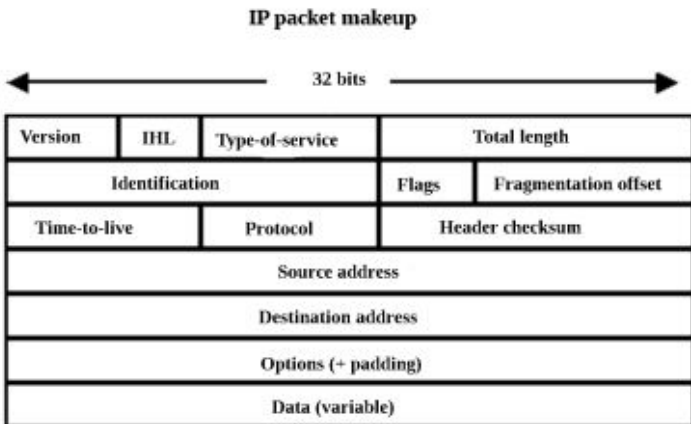 IP packet makeup
32 bits
Version IHL Type-of-service Total length
Identification Flags Fragmentation offset
Time-to-live Protocol Header checksum
Source address
Destination address
Options (+ padding)
Data (variable)